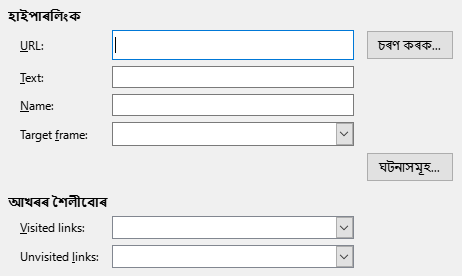 হাইপাৰলিংক
URL:
চৰণ কৰক...
Text:
Name:
Target frame:
ঘটনাসমূহ...
আখৰৰ শৈলীবোৰ
Visited links:
Unvisited links: